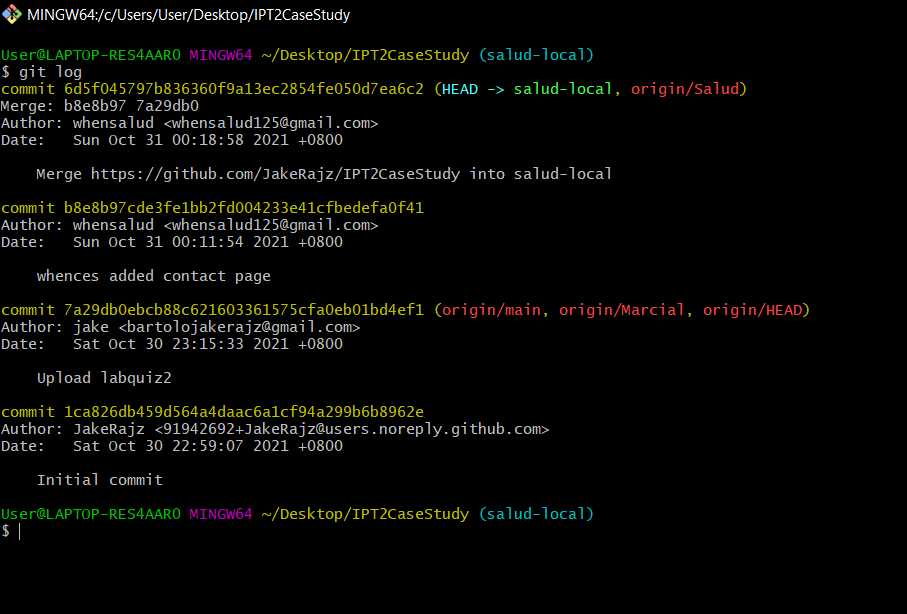 MINGW64:/c/Users/User/Desktop/IPT2CaseStudy
User@LAPTOP-RES4AARO MINGW64 ~/Desktop/IPT2CaseStudy (salud-local)
$ git log
commit 6d5f045797b836360f9a13ec2854fe050d7ea6c2 (HEAD -> salud-local, origin/Salud)
Merge: b8e8b97 7a29db0
Author: whensalud <whensalud125@gmail.com>
Date:   Sun Oct 31 00:18:58 2021 +0800
    Merge https://github.com/JakeRajz/IPT2CaseStudy into salud-local
commit b8e8b97cde3fe1bb2fd004233e41cfbedefa0f41
Author: whensalud <whensalud125@gmail.com>
Date:   Sun Oct 31 00:11:54 2021 +0800
    whences added contact page
commit 7a29db0ebcb88c621603361575cfa0eb01bd4ef1 (origin/main, origin/Marcial, origin/HEAD)
Author: jake <bartolojakerajz@gmail.com>
Date:   Sat Oct 30 23:15:33 2021 +0800
    Upload labquiz2
commit 1ca826db459d564a4daac6a1cf94a299b6b8962e
Author: JakeRajz <91942692+JakeRajz@users.noreply.github.com>
Date:   Sat Oct 30 22:59:07 2021 +0800
    Initial commit
User@LAPTOP-RES4AARO MINGW64 ~/Desktop/IPT2CaseStudy (salud-local)
$